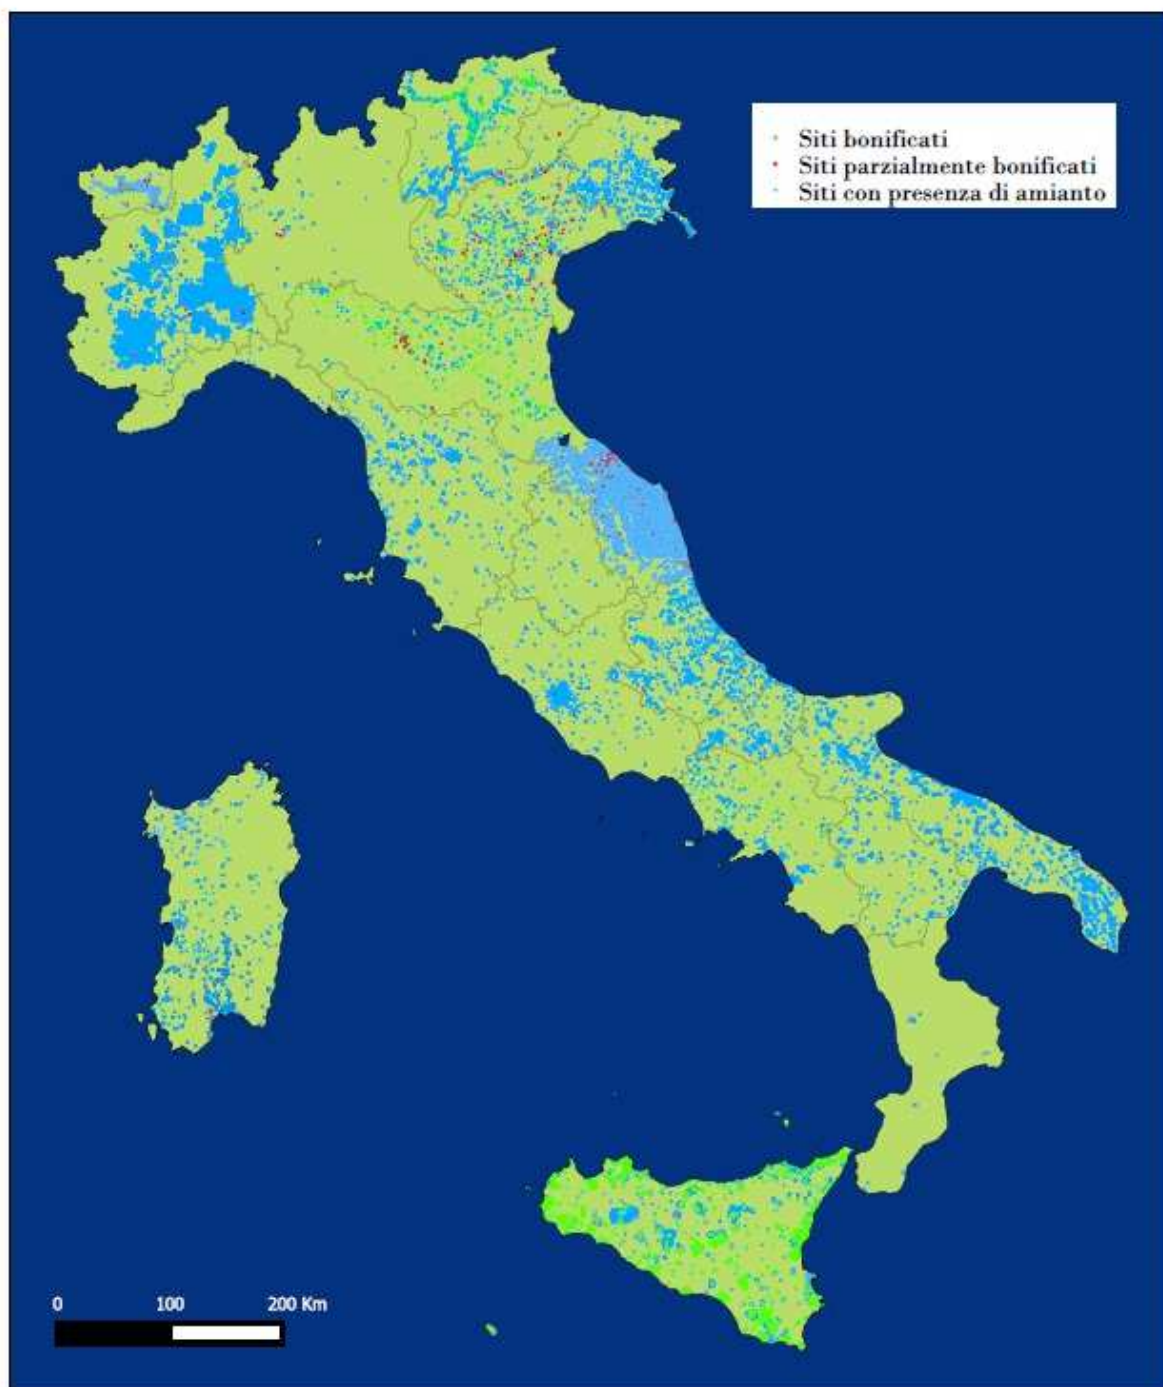 Siti bonificati
Siti parzialmente bonificati
Siti con presenza di amianto
0 100 200 Km